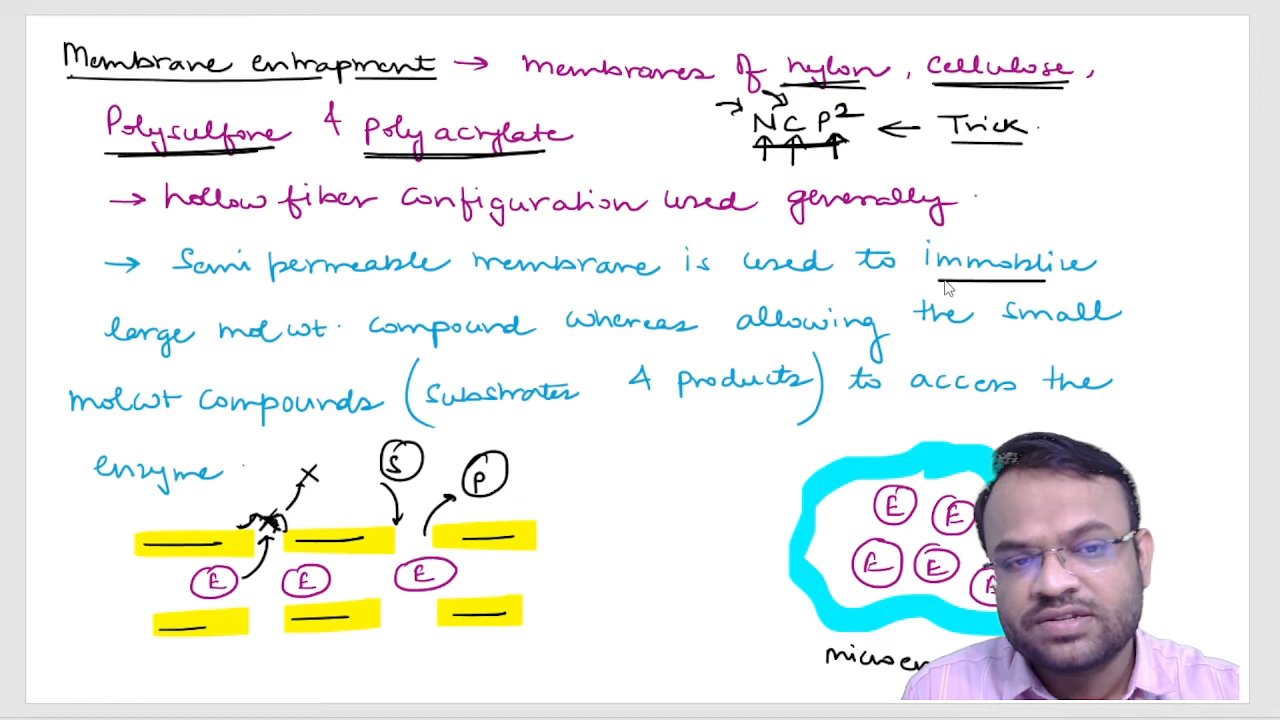 Membrane entrapment → membranes of nylon, cellulose,
Polysulfone & polyacrylate
NCP² ← Trick.
→ hollow fiber configuration used generally.
→ Semi permeable membrane is used to immoblive
large mol wt. compound whereas allowing the small
mol wt compounds (substrates & products) to access the
enzyme.
S P
E E E
E E
E E E